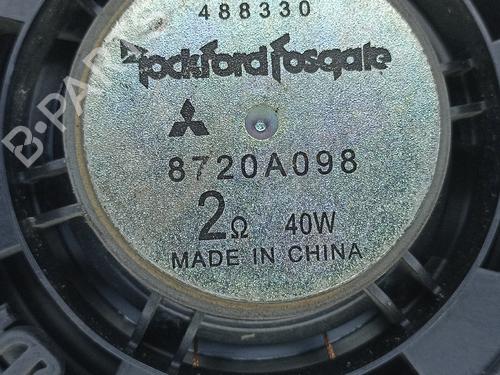 488330
Rockford Fosgate
8720A098
2Ω 40W
MADE IN CHINA
B-PARTS